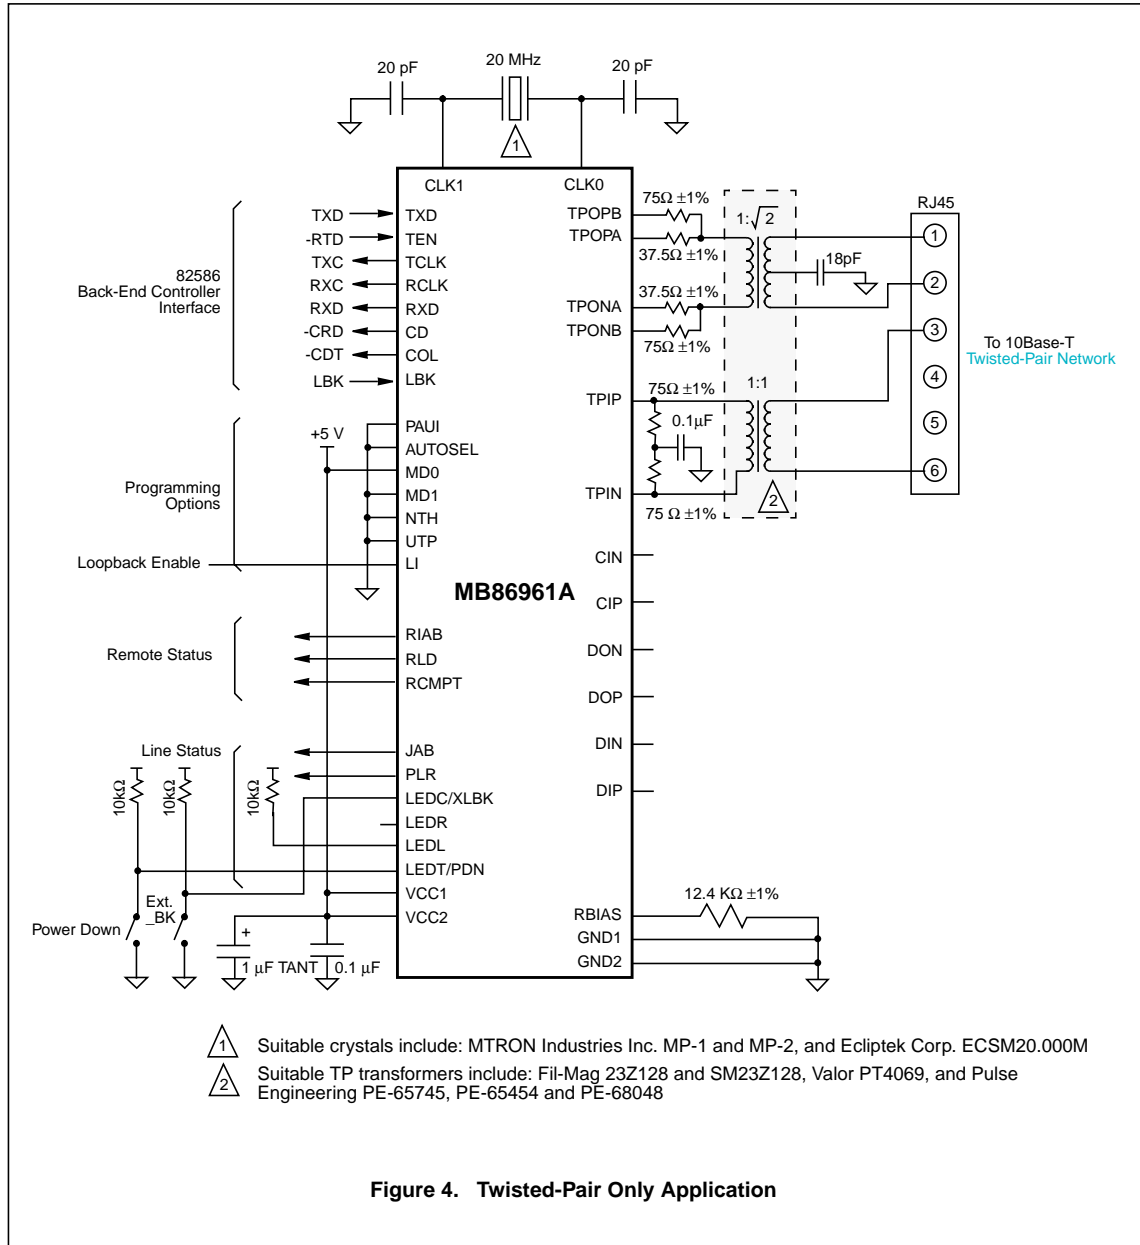 20 pF
20 MHz
20 pF
1
CLK1
CLK0
82586
Back-End Controller
Interface
TXD
-RTD
TXC
RXC
RXD
-CRD
-CDT
LBK
TXD
TEN
TCLK
RCLK
RXD
CD
COL
LBK
Programming
Options
+5 V
Loopback Enable
PAUI
AUTOSEL
MD0
MD1
NTH
UTP
LI
MB86961A
Remote Status
RIAB
RLD
RCMPT
Line Status
10kΩ
10kΩ
10kΩ
JAB
PLR
LEDC/XLBK
LEDR
LEDL
LEDT/PDN
VCC1
VCC2
Power Down
Ext.
_BK
+
1 µF TANT
0.1 µF
TPOPB
TPOPA
TPONA
TPONB
TPIP
TPIN
CIN
CIP
DON
DOP
DIN
DIP
RBIAS
GND1
GND2
75Ω ±1%
37.5Ω ±1%
37.5Ω ±1%
75Ω ±1%
75Ω ±1%
0.1µF
75 Ω ±1%
1:√2
18pF
1:1
2
RJ45
1
2
3
4
5
6
To 10Base-T
Twisted-Pair Network
12.4 KΩ ±1%
1 Suitable crystals include: MTRON Industries Inc. MP-1 and MP-2, and Ecliptek Corp. ECSM20.000M
2 Suitable TP transformers include: Fil-Mag 23Z128 and SM23Z128, Valor PT4069, and Pulse
Engineering PE-65745, PE-65454 and PE-68048
Figure 4. Twisted-Pair Only Application